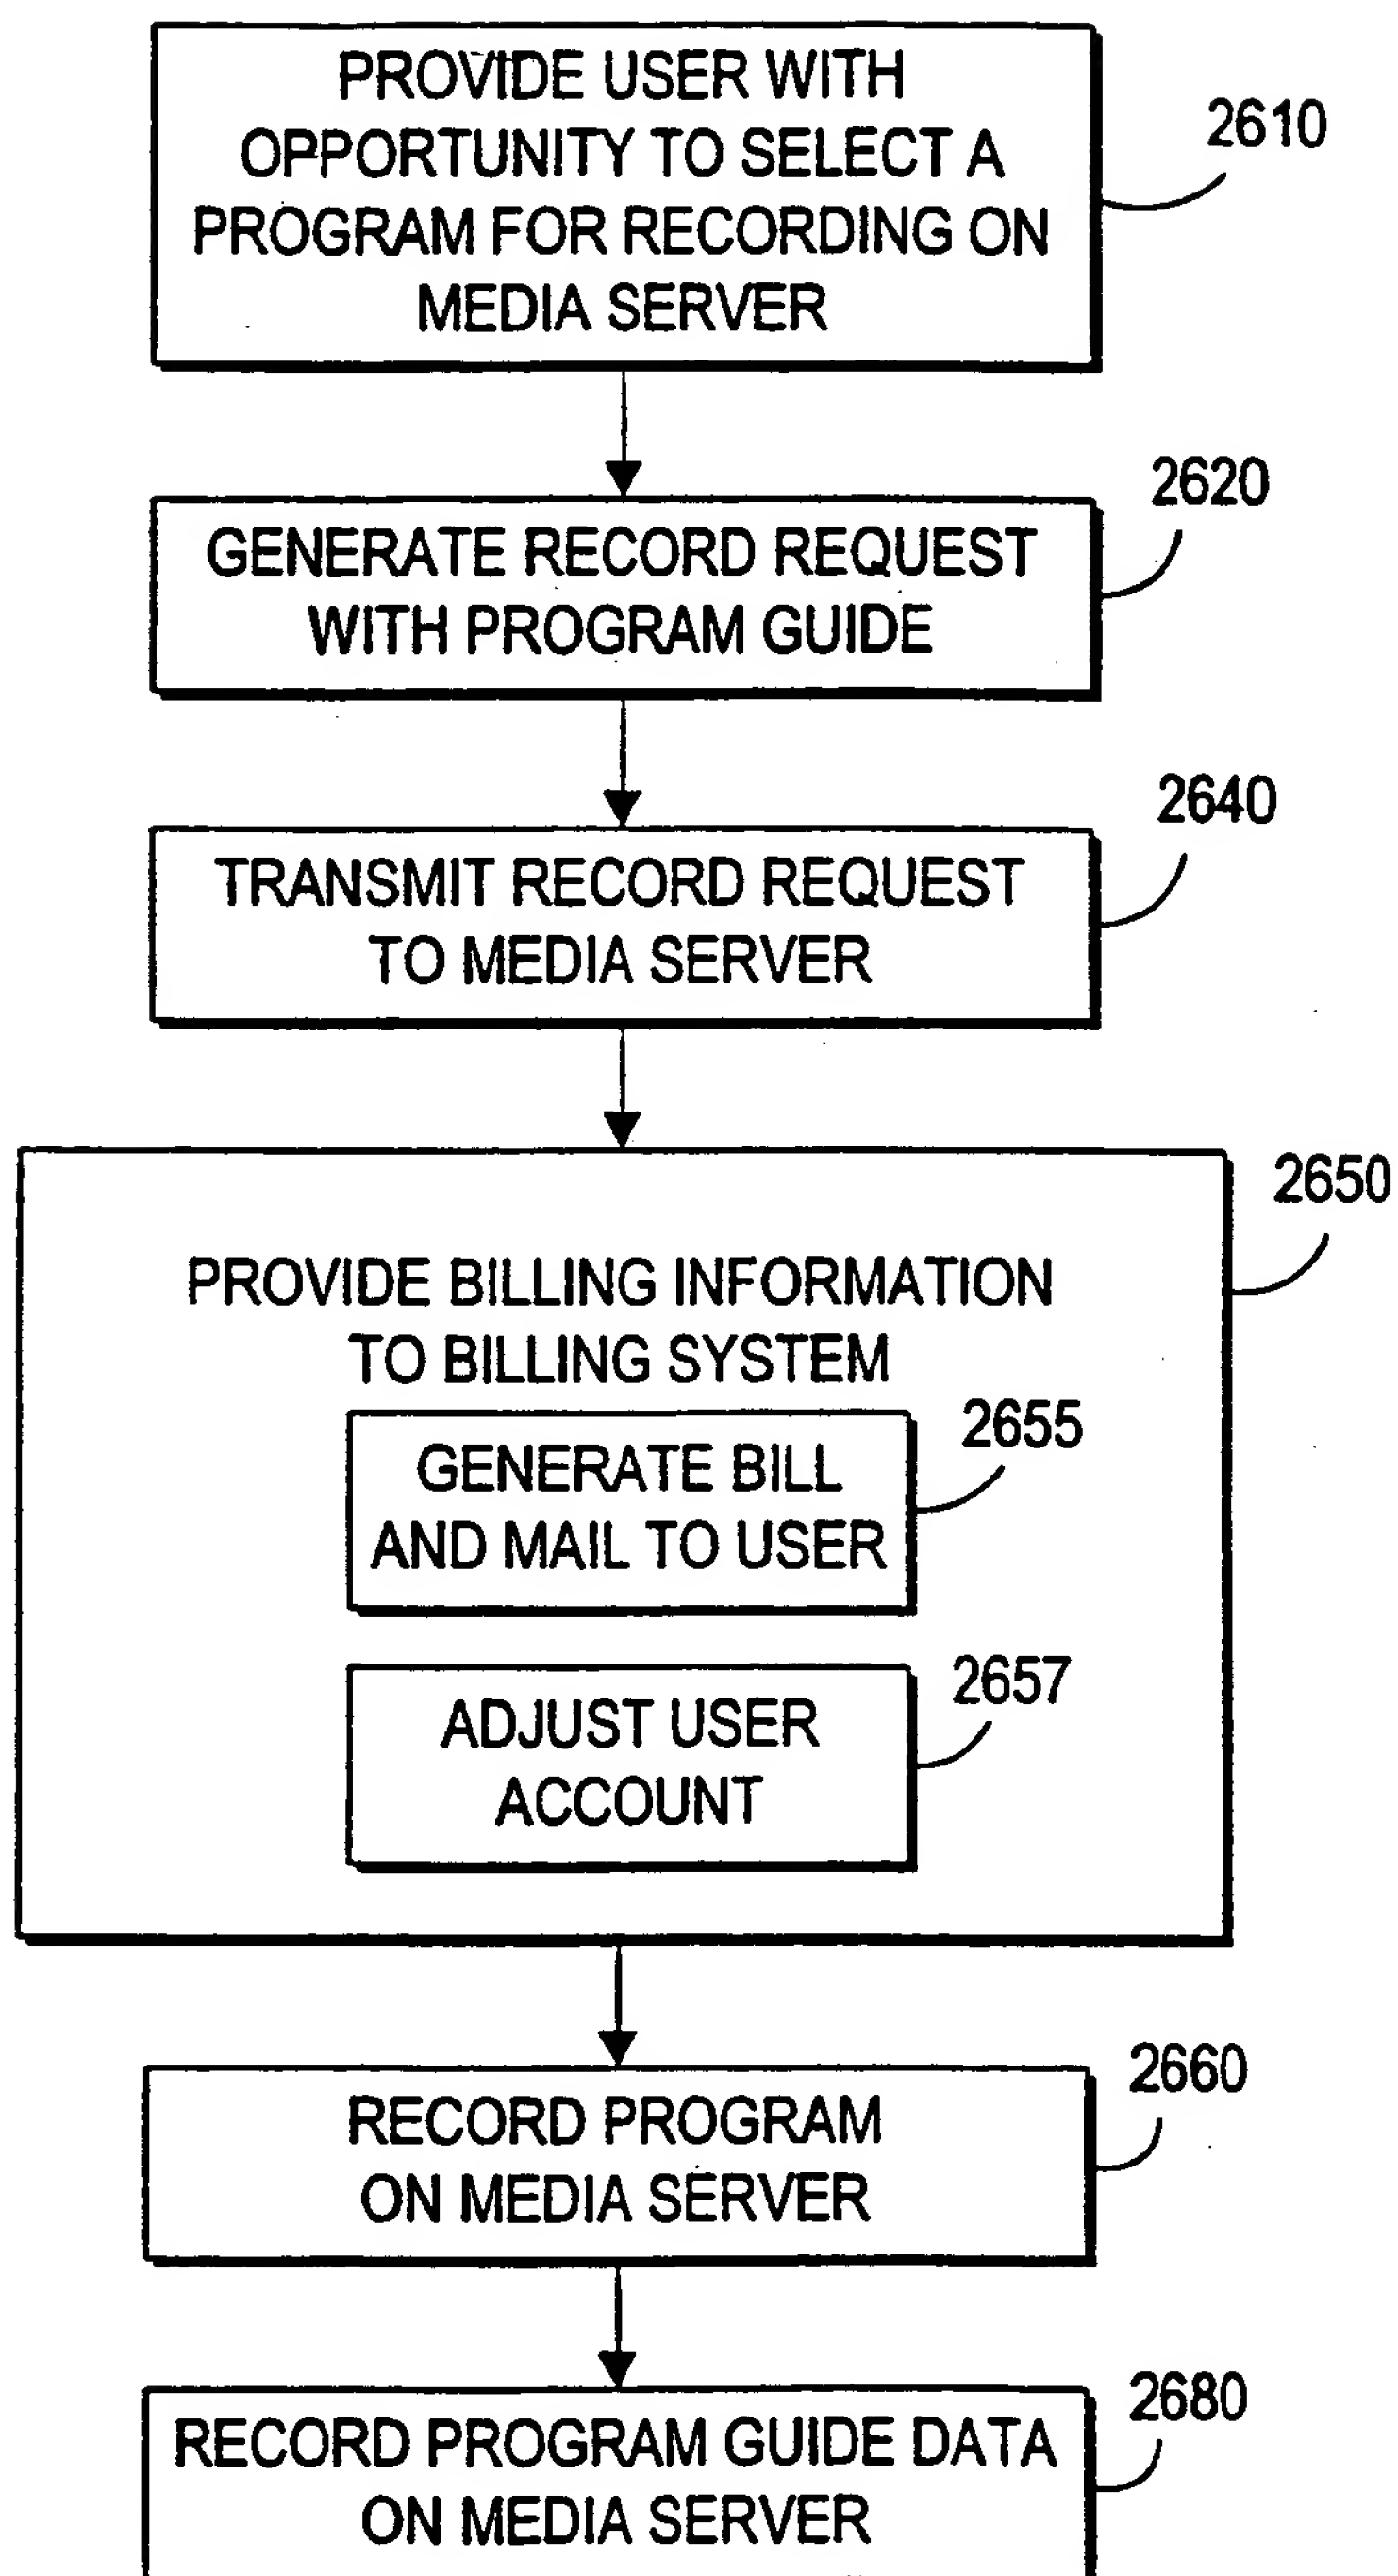 PROVIDE USER WITH
OPPORTUNITY TO SELECT A
PROGRAM FOR RECORDING ON
MEDIA SERVER
2610
GENERATE RECORD REQUEST
WITH PROGRAM GUIDE
2620
TRANSMIT RECORD REQUEST
TO MEDIA SERVER
2640
PROVIDE BILLING INFORMATION
TO BILLING SYSTEM
2650
GENERATE BILL
AND MAIL TO USER
2655
ADJUST USER
ACCOUNT
2657
RECORD PROGRAM
ON MEDIA SERVER
2660
RECORD PROGRAM GUIDE DATA
ON MEDIA SERVER
2680